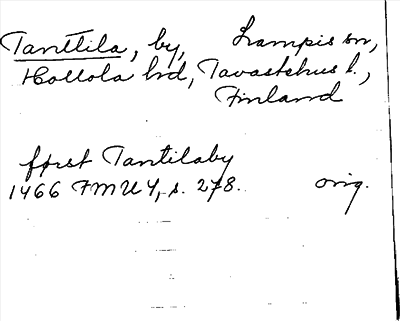 Tanttila, by, Lampis sn,
Hollola hd, Tavastehus l.,
Finland
först Tantilaby
1466 FMU 4, s. 278. orig.